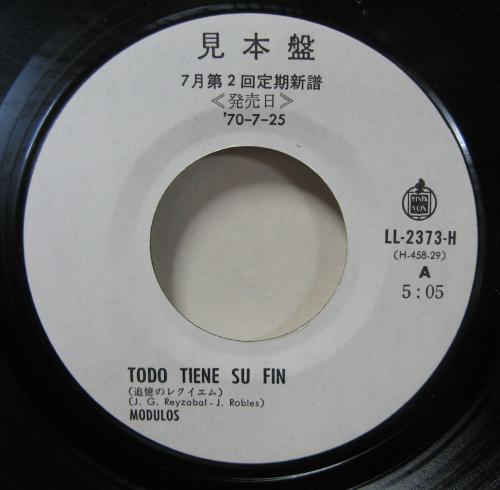 見本盤
7月第2回定期新譜
《発売日》
'70-7-25
HISPA
VOX
LL-2373-H
(H-458-29)
A
5:05
TODO TIENE SU FIN
(追憶のレクイエム)
(J. G. Reyzabal - J. Robles)
MODULOS